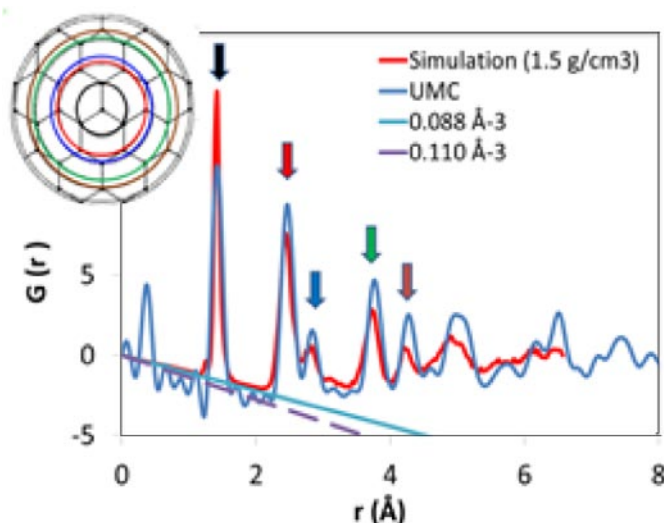 Simulation (1.5 g/cm3)
UMC
0.088 Å-3
0.110 Å-3
G (r )
5
0
-5
0 2 4 6 8
r (Å)